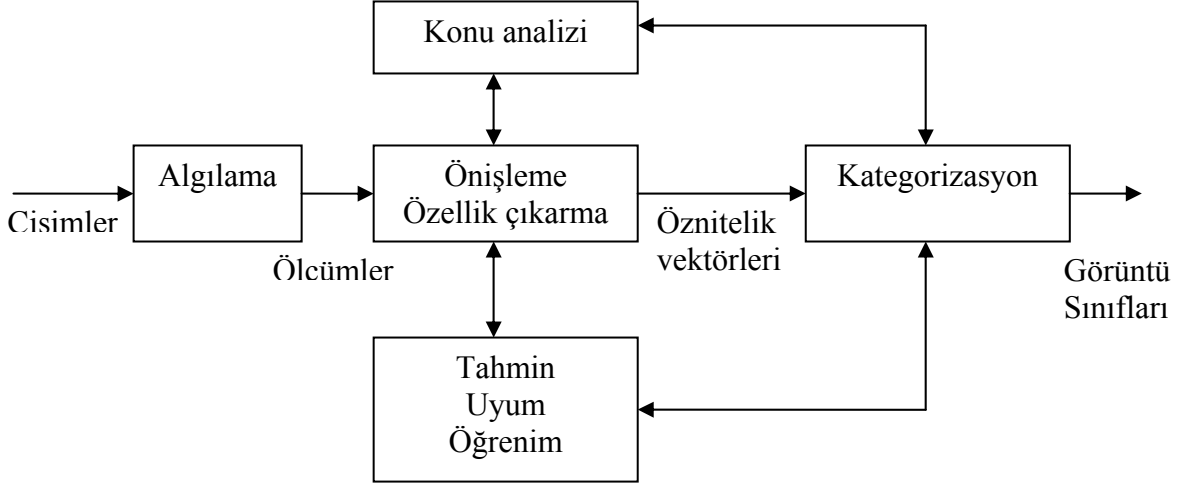 Konu analizi
Algılama
Önişleme
Özellik çıkarma
Kategorizasyon
Cisimler
Ölçümler
Öznitelik
vektörleri
Görüntü
Sınıfları
Tahmin
Uyum
Öğrenim